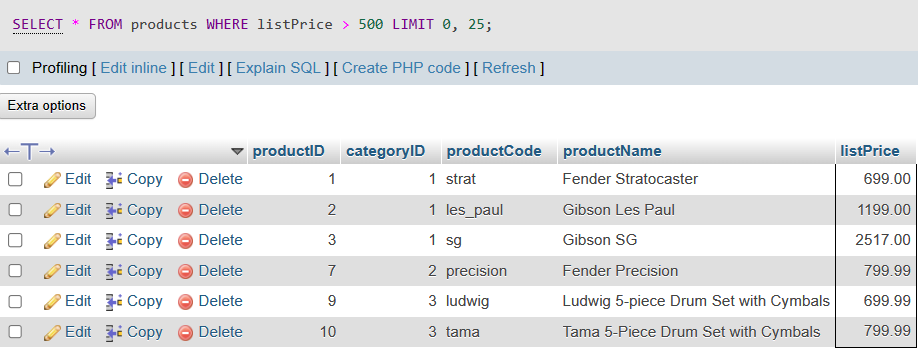 SELECT * FROM products WHERE listPrice > 500 LIMIT 0, 25;
Profiling [ Edit inline ] [ Edit ] [ Explain SQL ] [ Create PHP code ] [ Refresh ]
Extra options
←T→ productID categoryID productCode productName listPrice
Edit Copy Delete 1 1 strat Fender Stratocaster 699.00
Edit Copy Delete 2 1 les_paul Gibson Les Paul 1199.00
Edit Copy Delete 3 1 sg Gibson SG 2517.00
Edit Copy Delete 7 2 precision Fender Precision 799.99
Edit Copy Delete 9 3 ludwig Ludwig 5-piece Drum Set with Cymbals 699.99
Edit Copy Delete 10 3 tama Tama 5-Piece Drum Set with Cymbals 799.99